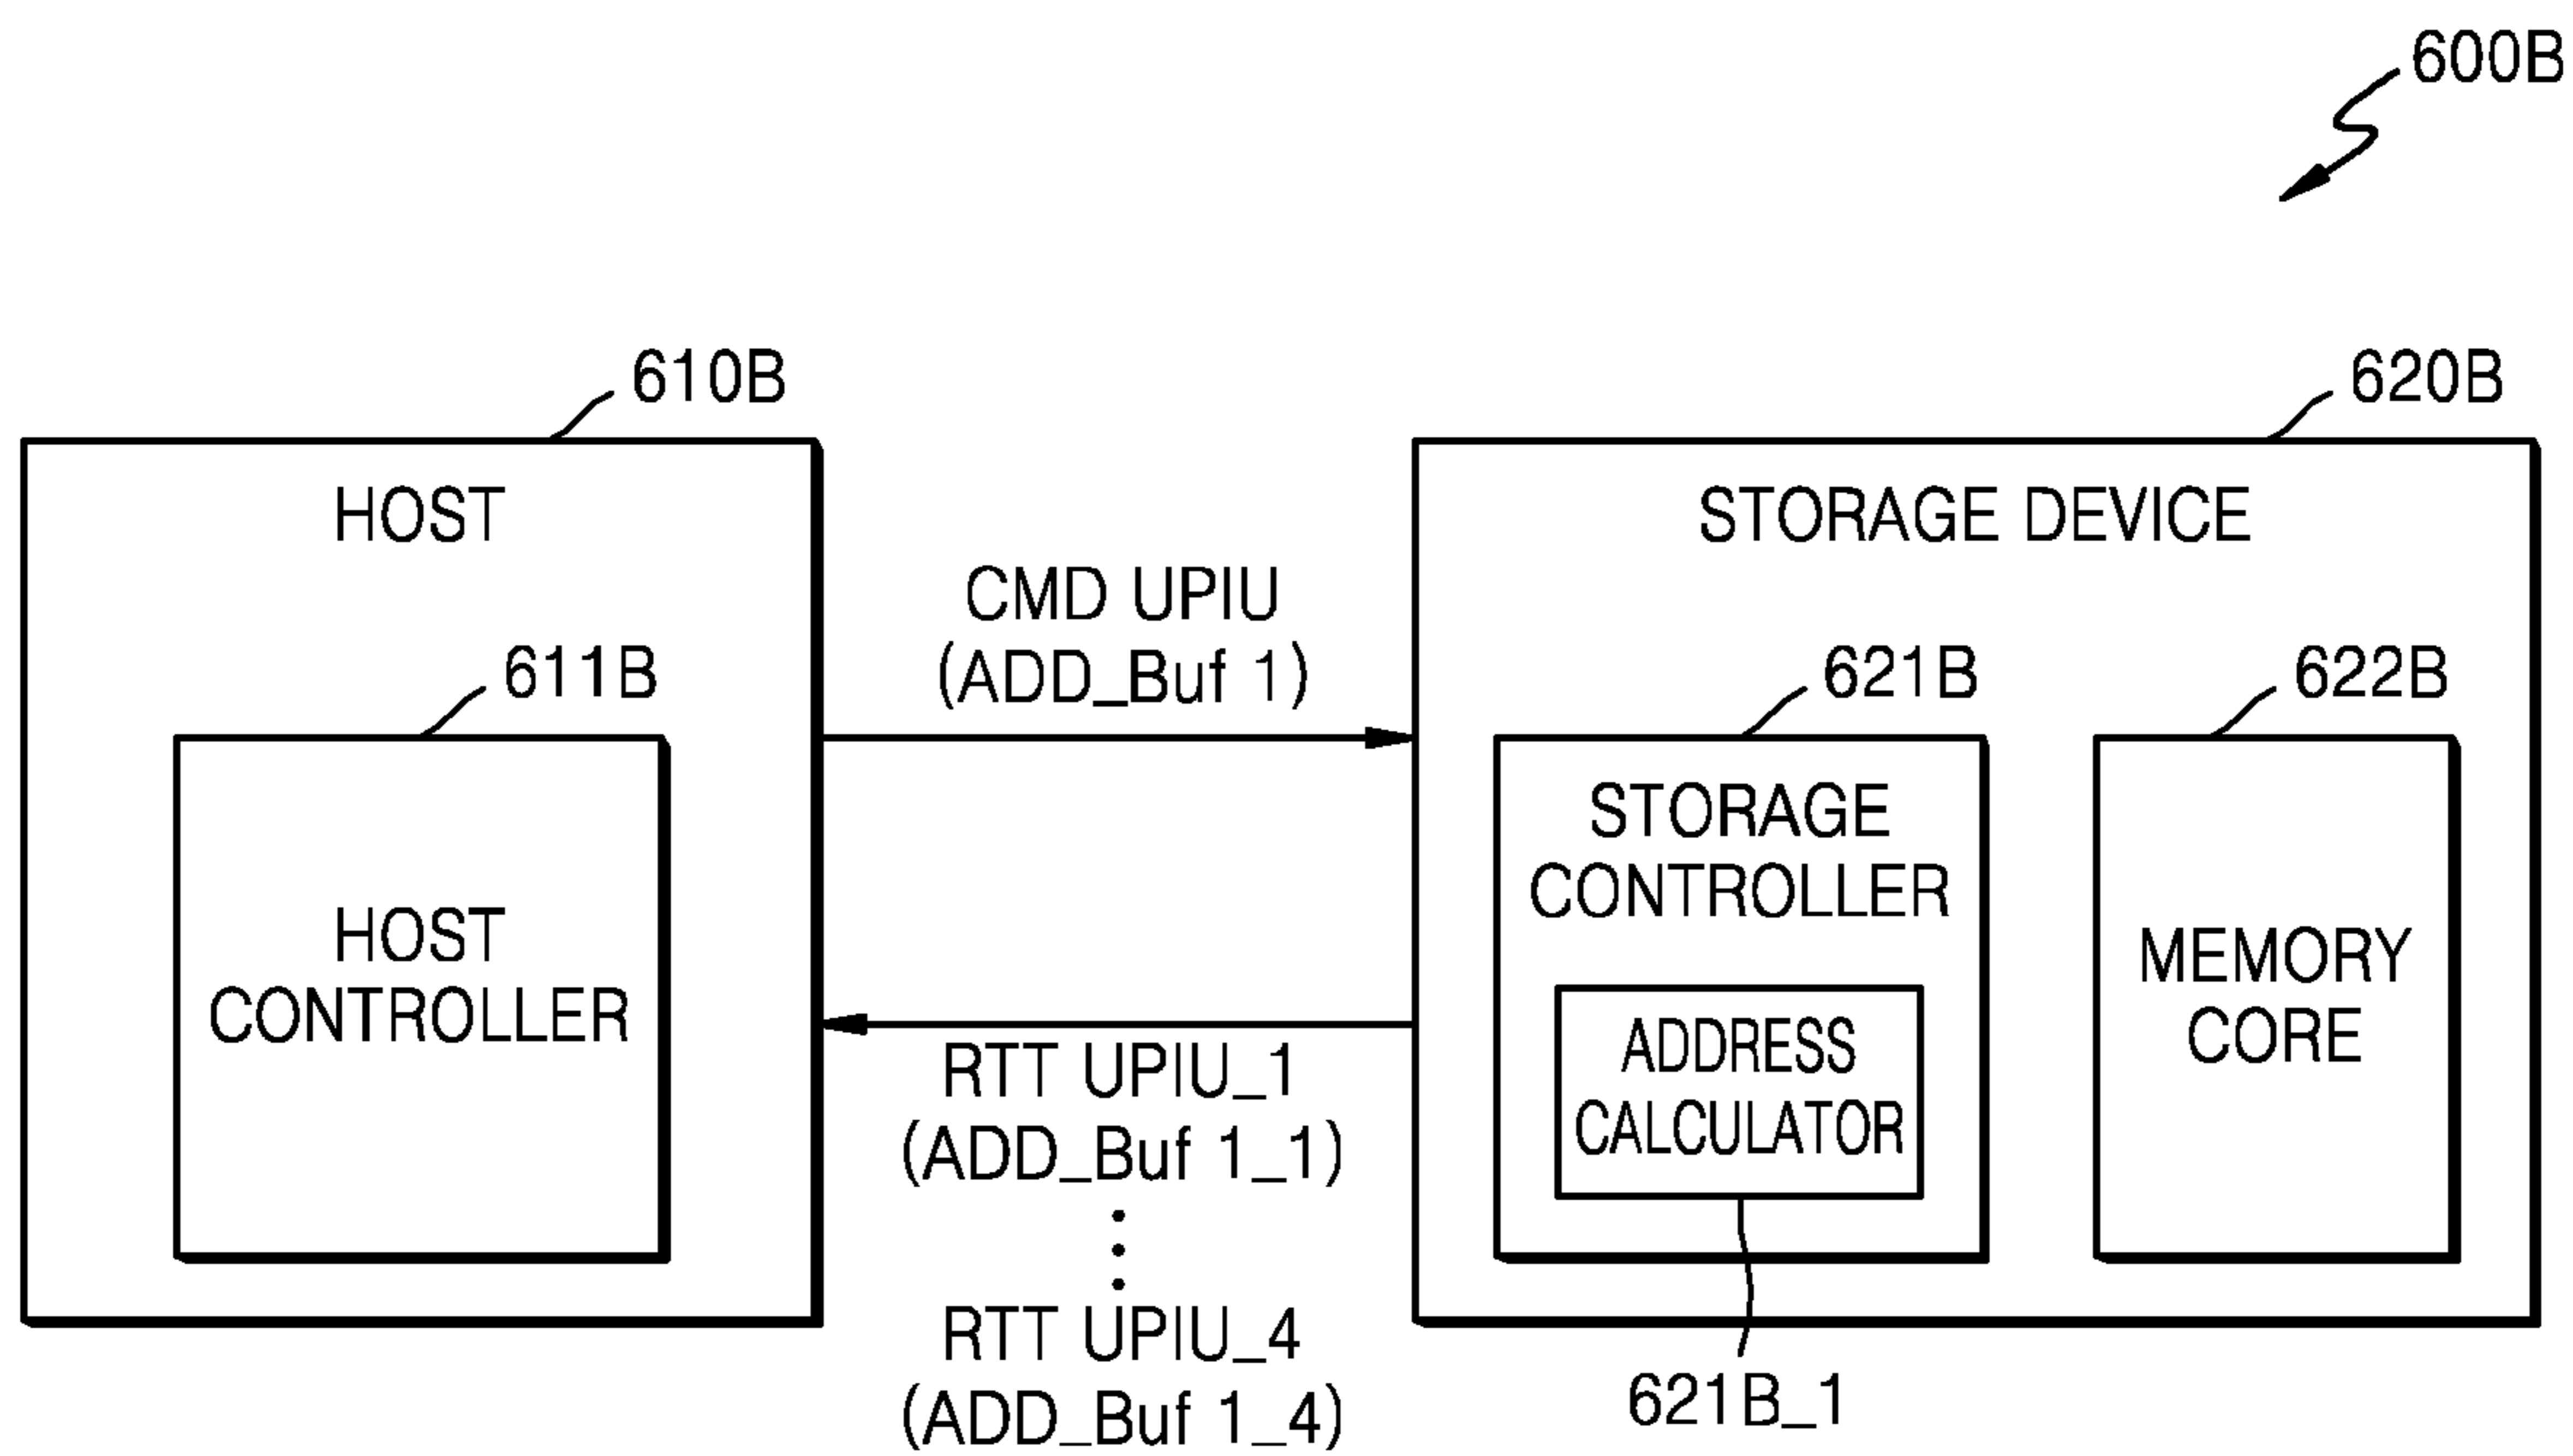 600B
610B
620B
HOST
STORAGE DEVICE
CMD UPIU
(ADD_Buf 1)
611B
621B
622B
HOST
CONTROLLER
STORAGE
CONTROLLER
ADDRESS
CALCULATOR
MEMORY
CORE
RTT UPIU_1
(ADD_Buf 1_1)
RTT UPIU_4
(ADD_Buf 1_4)
621B_1